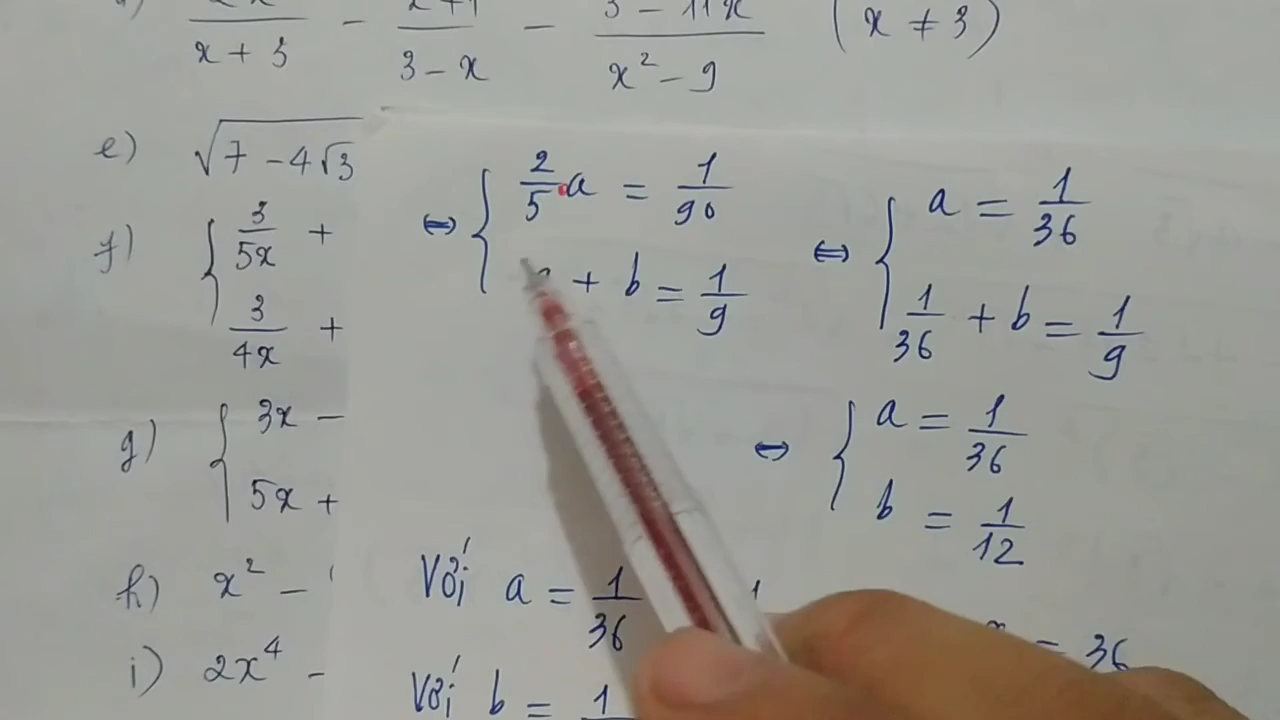 x + 3 3 − x x² − 9 (x ≠ 3)
e) √7 − 4√3
f) { 3/5x +
3/4x +
g) { 3x −
5x +
h) x² −
i) 2x⁴ −
⇔ { 2/5 a = 1/90
+ b = 1/9
⇔ { a = 1/36
1/36 + b = 1/9
⇔ { a = 1/36
b = 1/12
Với a = 1/36
= 36
Với b =